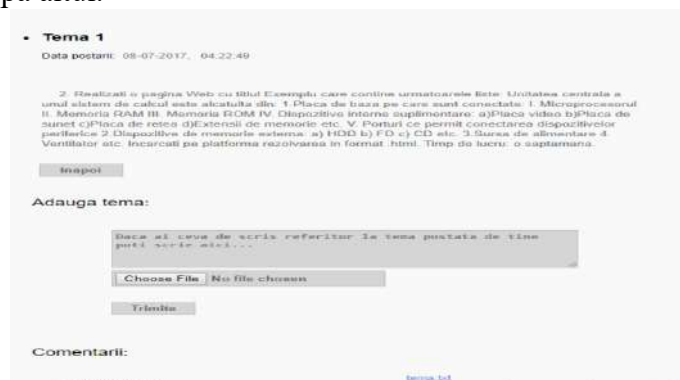 • Tema 1
Data postarii: 08-07-2017, 04:22:49
2. Realizati o pagina Web cu titlul Exemplu care contine urmatoarele liste: Unitatea centrala a
unui sistem de calcul este alcatuita din: 1.Placa de baza pe care sunt conectate: I. Microprocesorul
II. Memoria RAM III. Memoria ROM IV. Dispozitive interne suplimentare: a)Placa video b)Placa de
sunet c)Placa de retea d)Extensii de memorie etc. V. Porturi ce permit conectarea dispozitivelor
periferice 2.Dispozitive de memorie externa: a) HDD b) FD c) CD etc. 3.Sursa de alimentare 4.
Ventilator etc. Incarcati pe platforma rezolvarea in format .html. Timp de lucru: o saptamana.
Inapoi
Adauga tema:
Daca ai ceva de scris referitor la tema postata de tine
poti scrie aici...
Choose File No file chosen
Trimite
Comentarii:
tema.txt